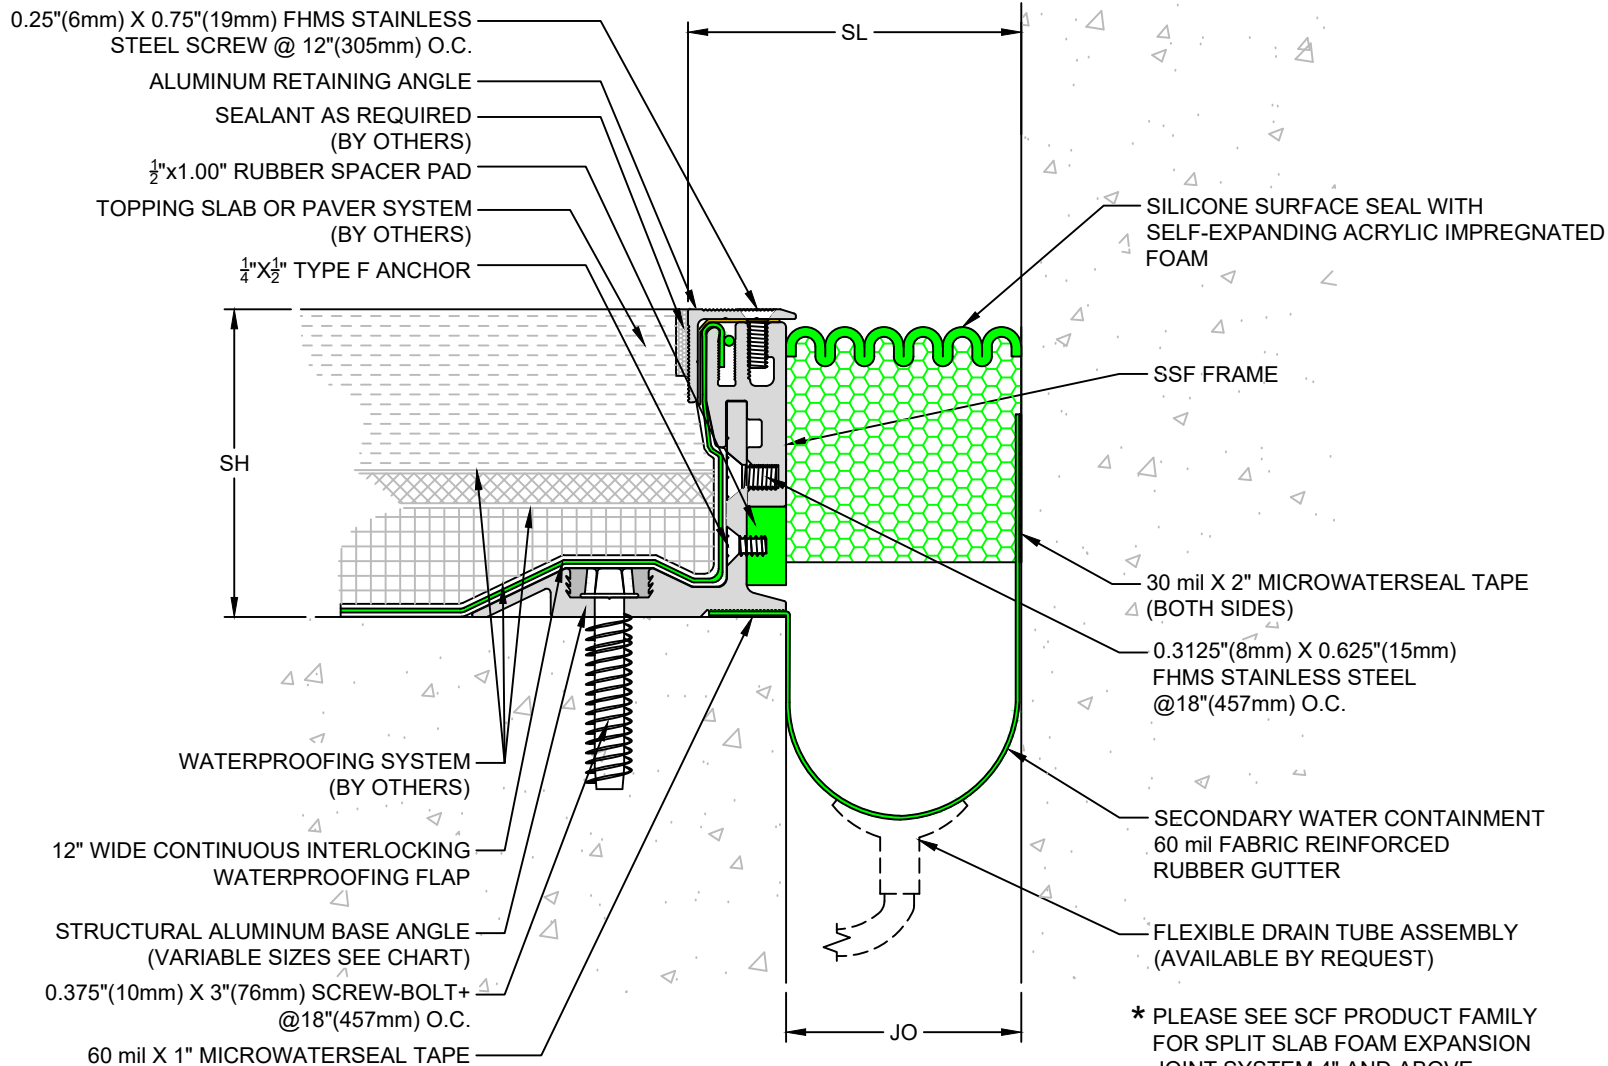 0.25"(6mm) X 0.75"(19mm) FHMS STAINLESS
STEEL SCREW @ 12"(305mm) O.C.
ALUMINUM RETAINING ANGLE
SEALANT AS REQUIRED
(BY OTHERS)
½"x1.00" RUBBER SPACER PAD
TOPPING SLAB OR PAVER SYSTEM
(BY OTHERS)
¼"X½" TYPE F ANCHOR
SH
WATERPROOFING SYSTEM
(BY OTHERS)
12" WIDE CONTINUOUS INTERLOCKING
WATERPROOFING FLAP
STRUCTURAL ALUMINUM BASE ANGLE
(VARIABLE SIZES SEE CHART)
0.375"(10mm) X 3"(76mm) SCREW-BOLT+
@18"(457mm) O.C.
60 mil X 1" MICROWATERSEAL TAPE
SL
JO
SILICONE SURFACE SEAL WITH
SELF-EXPANDING ACRYLIC IMPREGNATED
FOAM
SSF FRAME
30 mil X 2" MICROWATERSEAL TAPE
(BOTH SIDES)
0.3125"(8mm) X 0.625"(15mm)
FHMS STAINLESS STEEL
@18"(457mm) O.C.
SECONDARY WATER CONTAINMENT
60 mil FABRIC REINFORCED
RUBBER GUTTER
FLEXIBLE DRAIN TUBE ASSEMBLY
(AVAILABLE BY REQUEST)
* PLEASE SEE SCF PRODUCT FAMILY
FOR SPLIT SLAB FOAM EXPANSION
JOINT SYSTEM 4" AND ABOVE